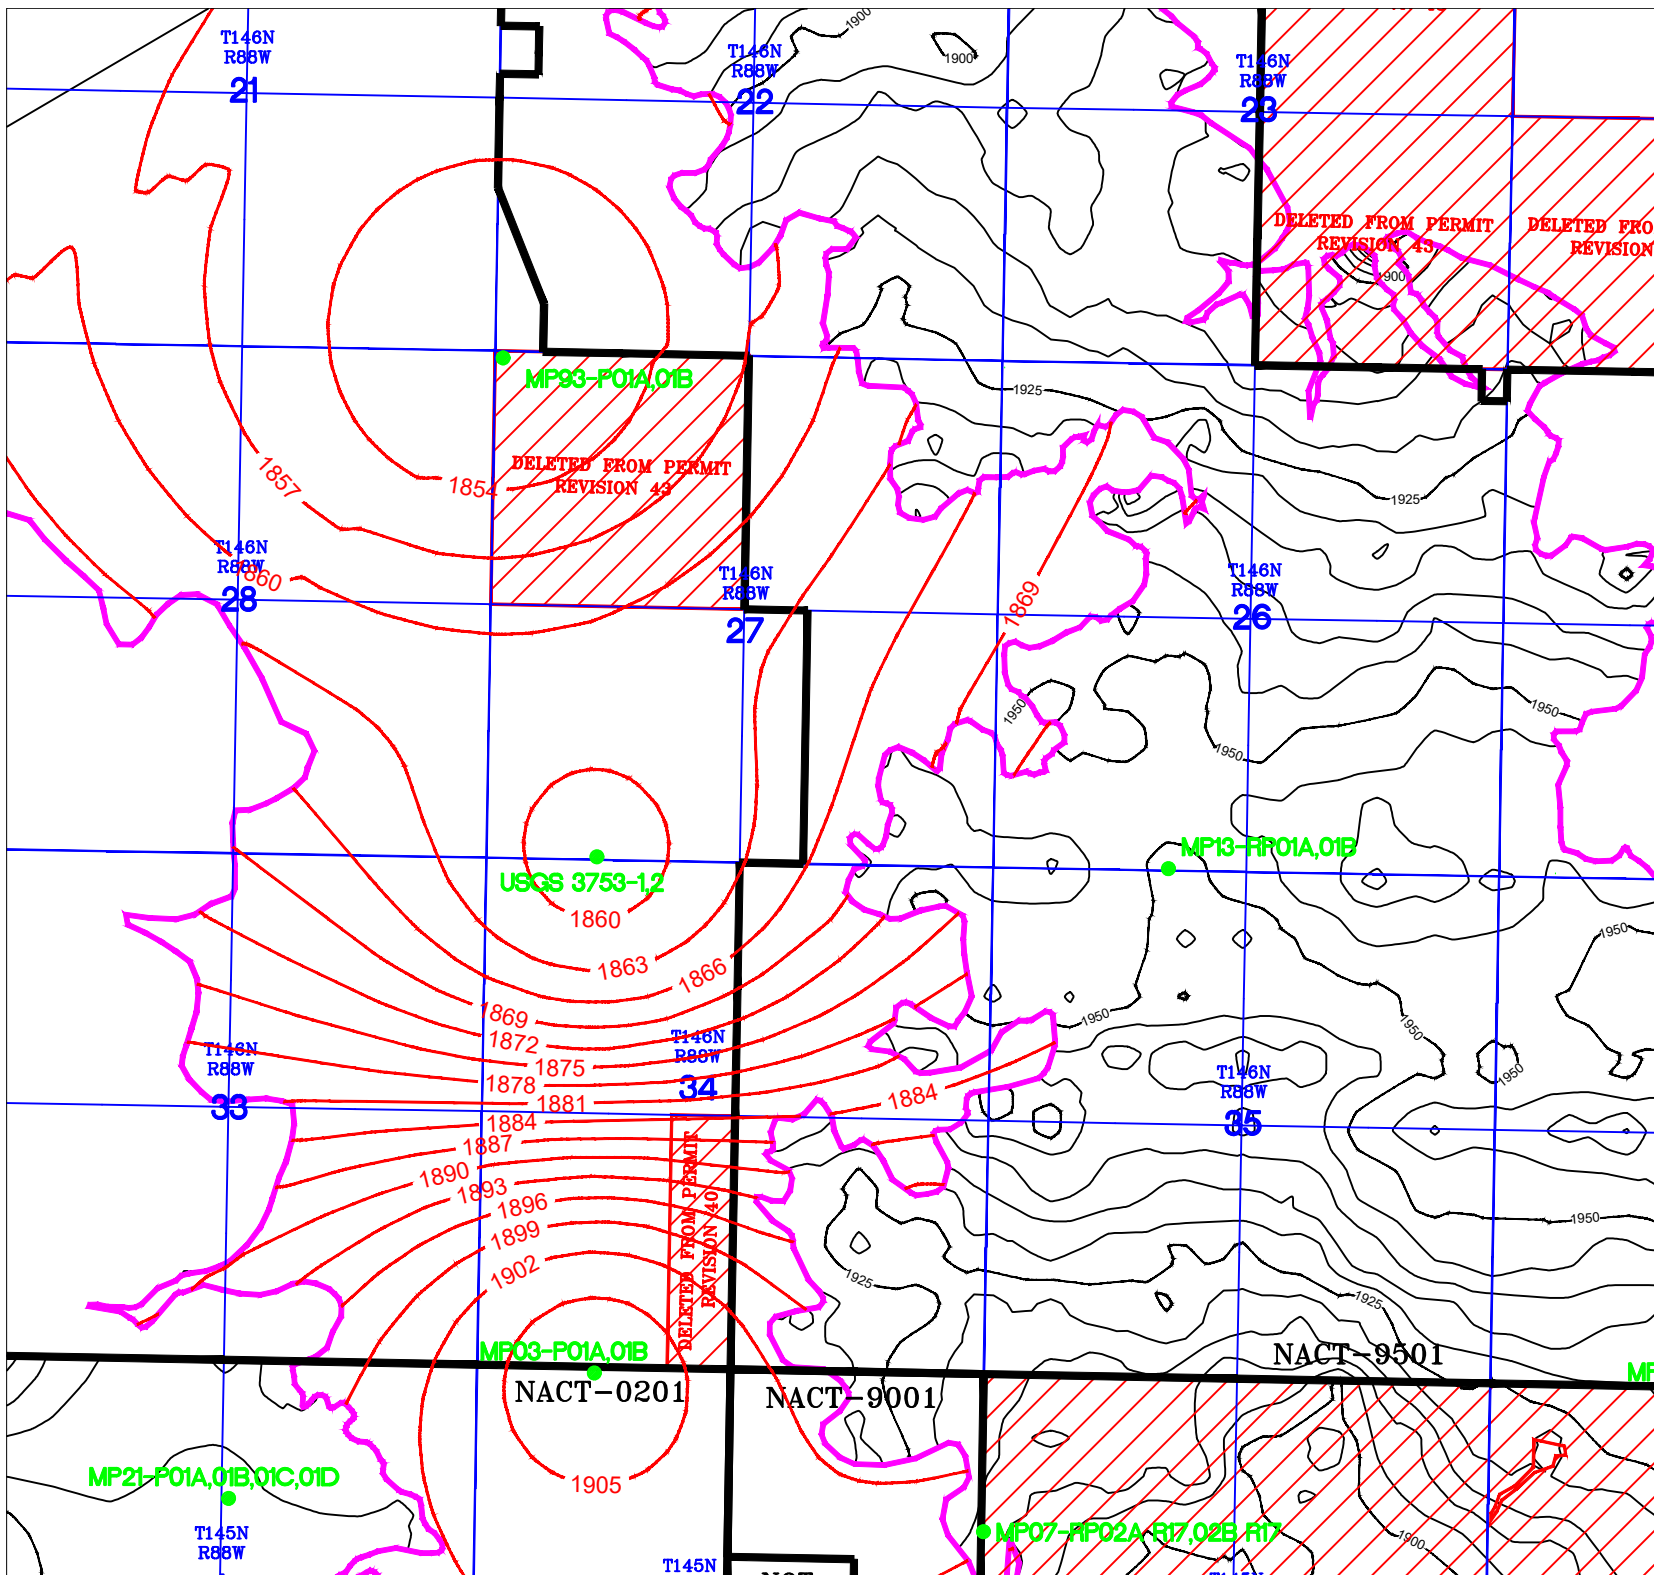 T146N
R88W
21
T146N
R88W
22
T146N
R88W
23
1900
1900
DELETED FROM PERMIT
REVISION 43
DELETED FRO
REVISION
1900
MP93-P01A,01B
1925
1854
1857
DELETED FROM PERMIT
REVISION 43
1925
T146N
R88W
28
1860
T146N
R88W
27
1869
T146N
R88W
26
1950
1950
1950
MP13-RP01A,01B
USGS 3753-1,2
1860
1863
1866
1869
1872
1875
1878
1881
1884
1887
1890
1893
1896
1899
1902
1905
1950
1950
1950
1950
T146N
R88W
33
T146N
R88W
34
T146N
R88W
35
1884
DELETED FROM PERMIT
REVISION 40
1950
1925
1925
MP03-P01A,01B
NACT-0201
NACT-9001
NACT-9501
MP
MP21-P01A,01B,01C,01D
T145N
R88W
T145N
MP07-RP02A R17,02B R17
1900